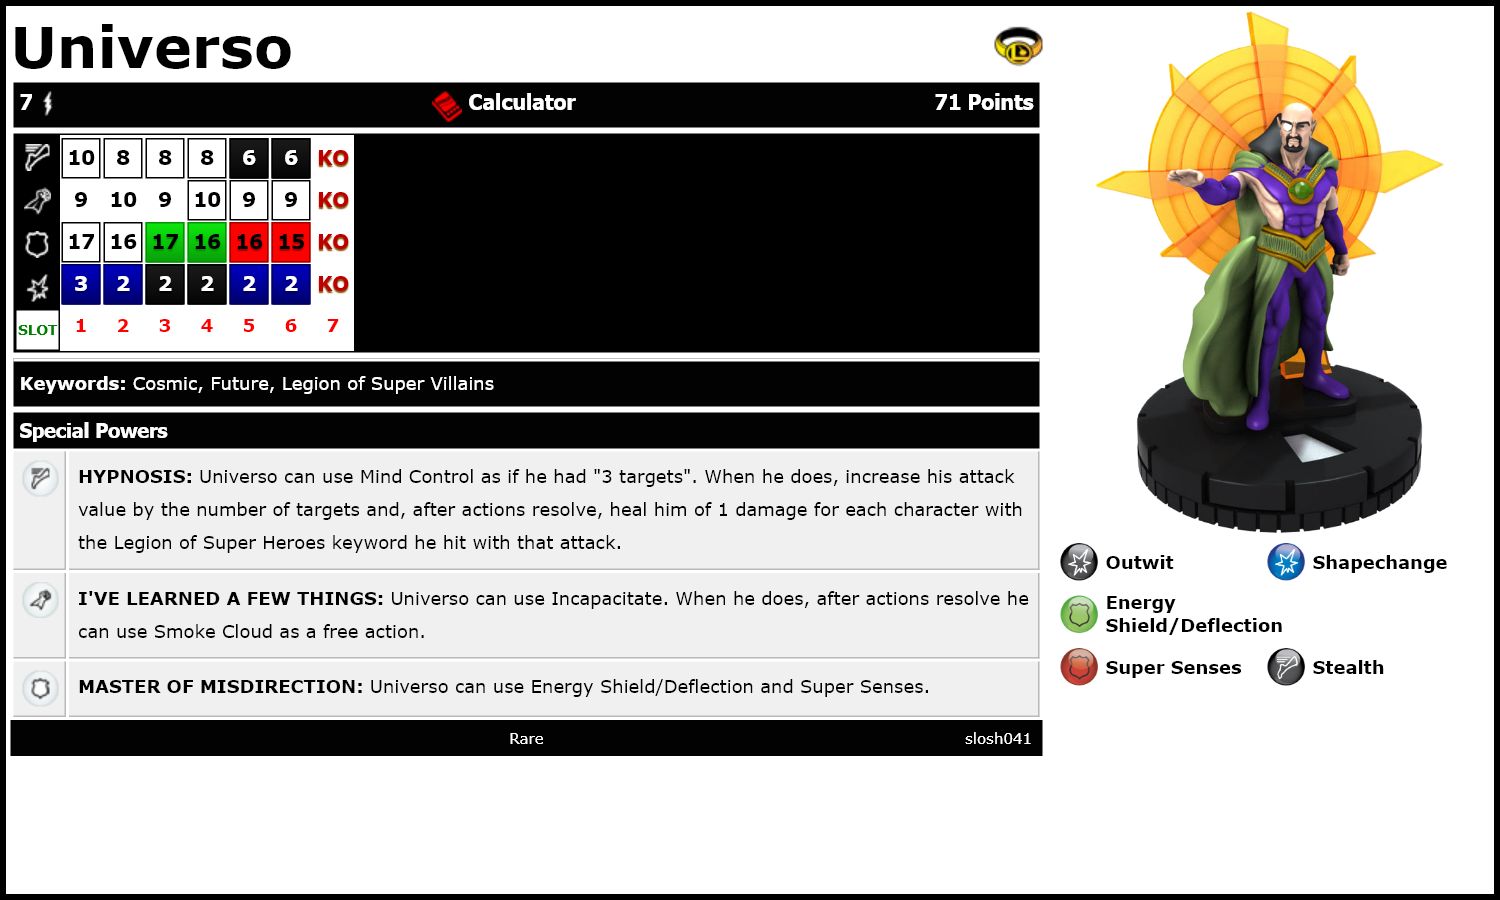 Universo
7 Calculator 71 Points
10 8 8 8 6 6 KO
9 10 9 10 9 9 KO
17 16 17 16 16 15 KO
3 2 2 2 2 2 KO
SLOT 1 2 3 4 5 6 7
Keywords: Cosmic, Future, Legion of Super Villains
Special Powers
HYPNOSIS: Universo can use Mind Control as if he had "3 targets". When he does, increase his attack
value by the number of targets and, after actions resolve, heal him of 1 damage for each character with
the Legion of Super Heroes keyword he hit with that attack.
I'VE LEARNED A FEW THINGS: Universo can use Incapacitate. When he does, after actions resolve he
can use Smoke Cloud as a free action.
MASTER OF MISDIRECTION: Universo can use Energy Shield/Deflection and Super Senses.
Rare slosh041
Outwit Shapechange
Energy
Shield/Deflection
Super Senses Stealth